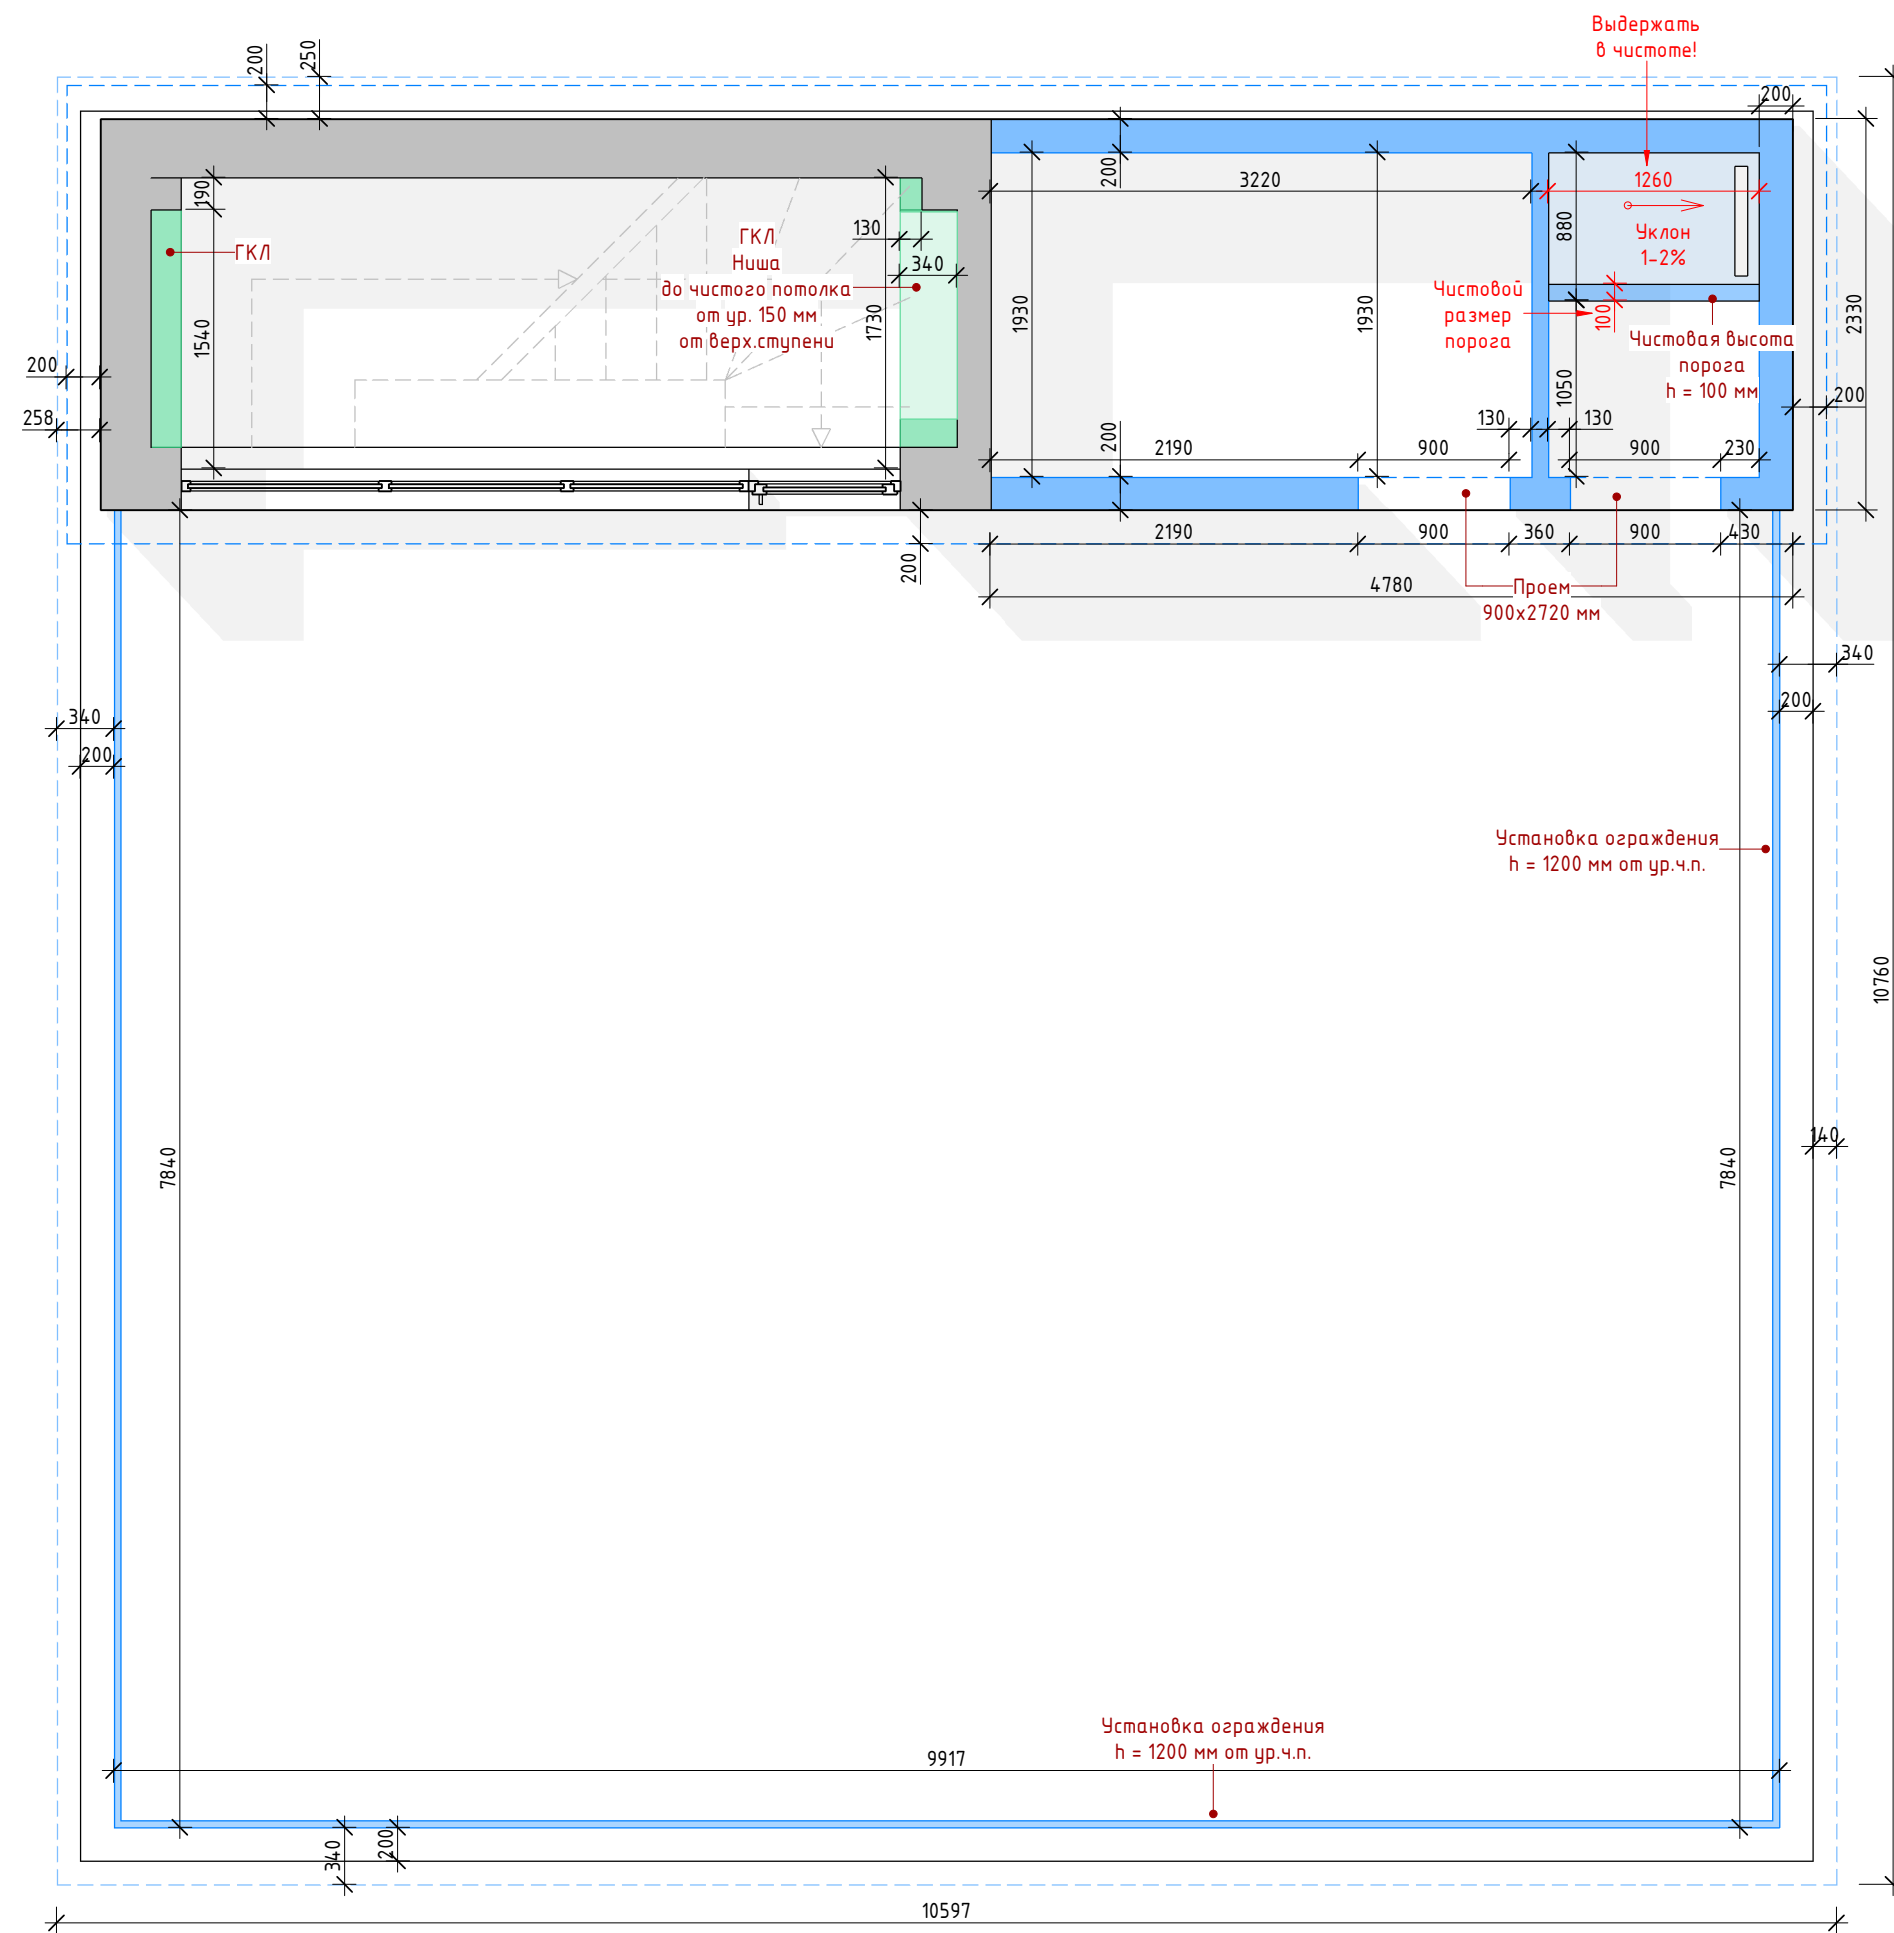 Выдержать
в чистоте!
200
250
200
200
190
3220
1260
880
Уклон
1-2%
ГКЛ
130
ГКЛ
Ниша
до чистого потолка
от ур. 150 мм
от верх.ступени
340
1540
1730
1930
1930
Чистовой
размер
порога
100
2330
Чистовая высота
порога
h = 100 мм
200
258
1050
200
130
130
200
2190
900
900
230
2190
900
360
900
430
200
4780
Проем
900х2720 мм
340
200
340
200
Установка ограждения
h = 1200 мм от ур.ч.п.
10760
140
7840
7840
Установка ограждения
h = 1200 мм от ур.ч.п.
9917
340
200
10597